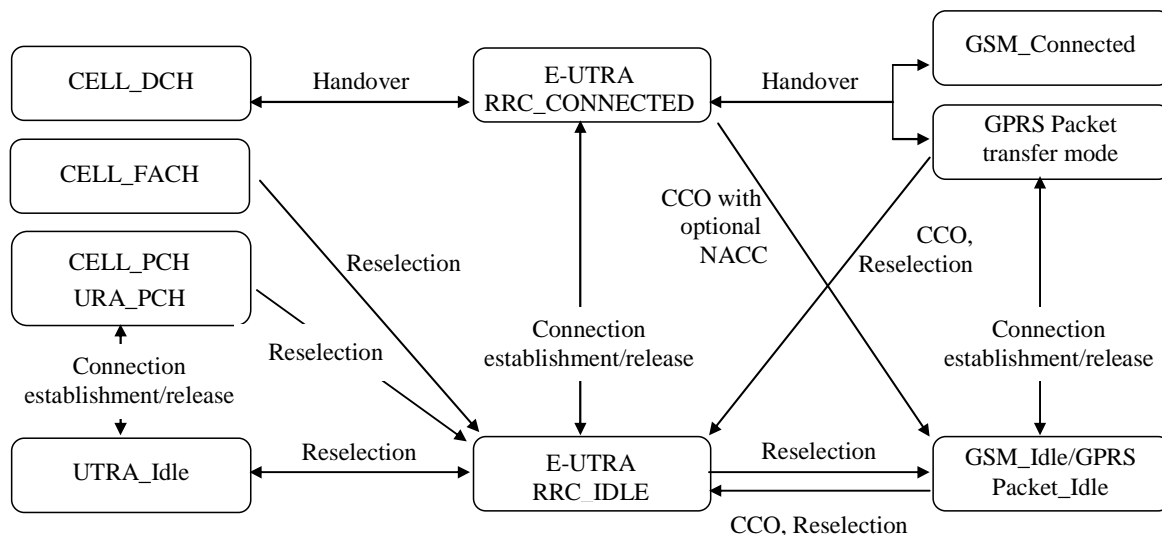 CELL_DCH
Handover
E-UTRA
RRC_CONNECTED
Handover
GSM_Connected
GPRS Packet
transfer mode
CELL_FACH
CCO with
optional
NACC
CCO,
Reselection
CELL_PCH
URA_PCH
Reselection
Reselection
Connection
establishment/release
Connection
establishment/release
Connection
establishment/release
UTRA_Idle
Reselection
E-UTRA
RRC_IDLE
Reselection
GSM_Idle/GPRS
Packet_Idle
CCO, Reselection